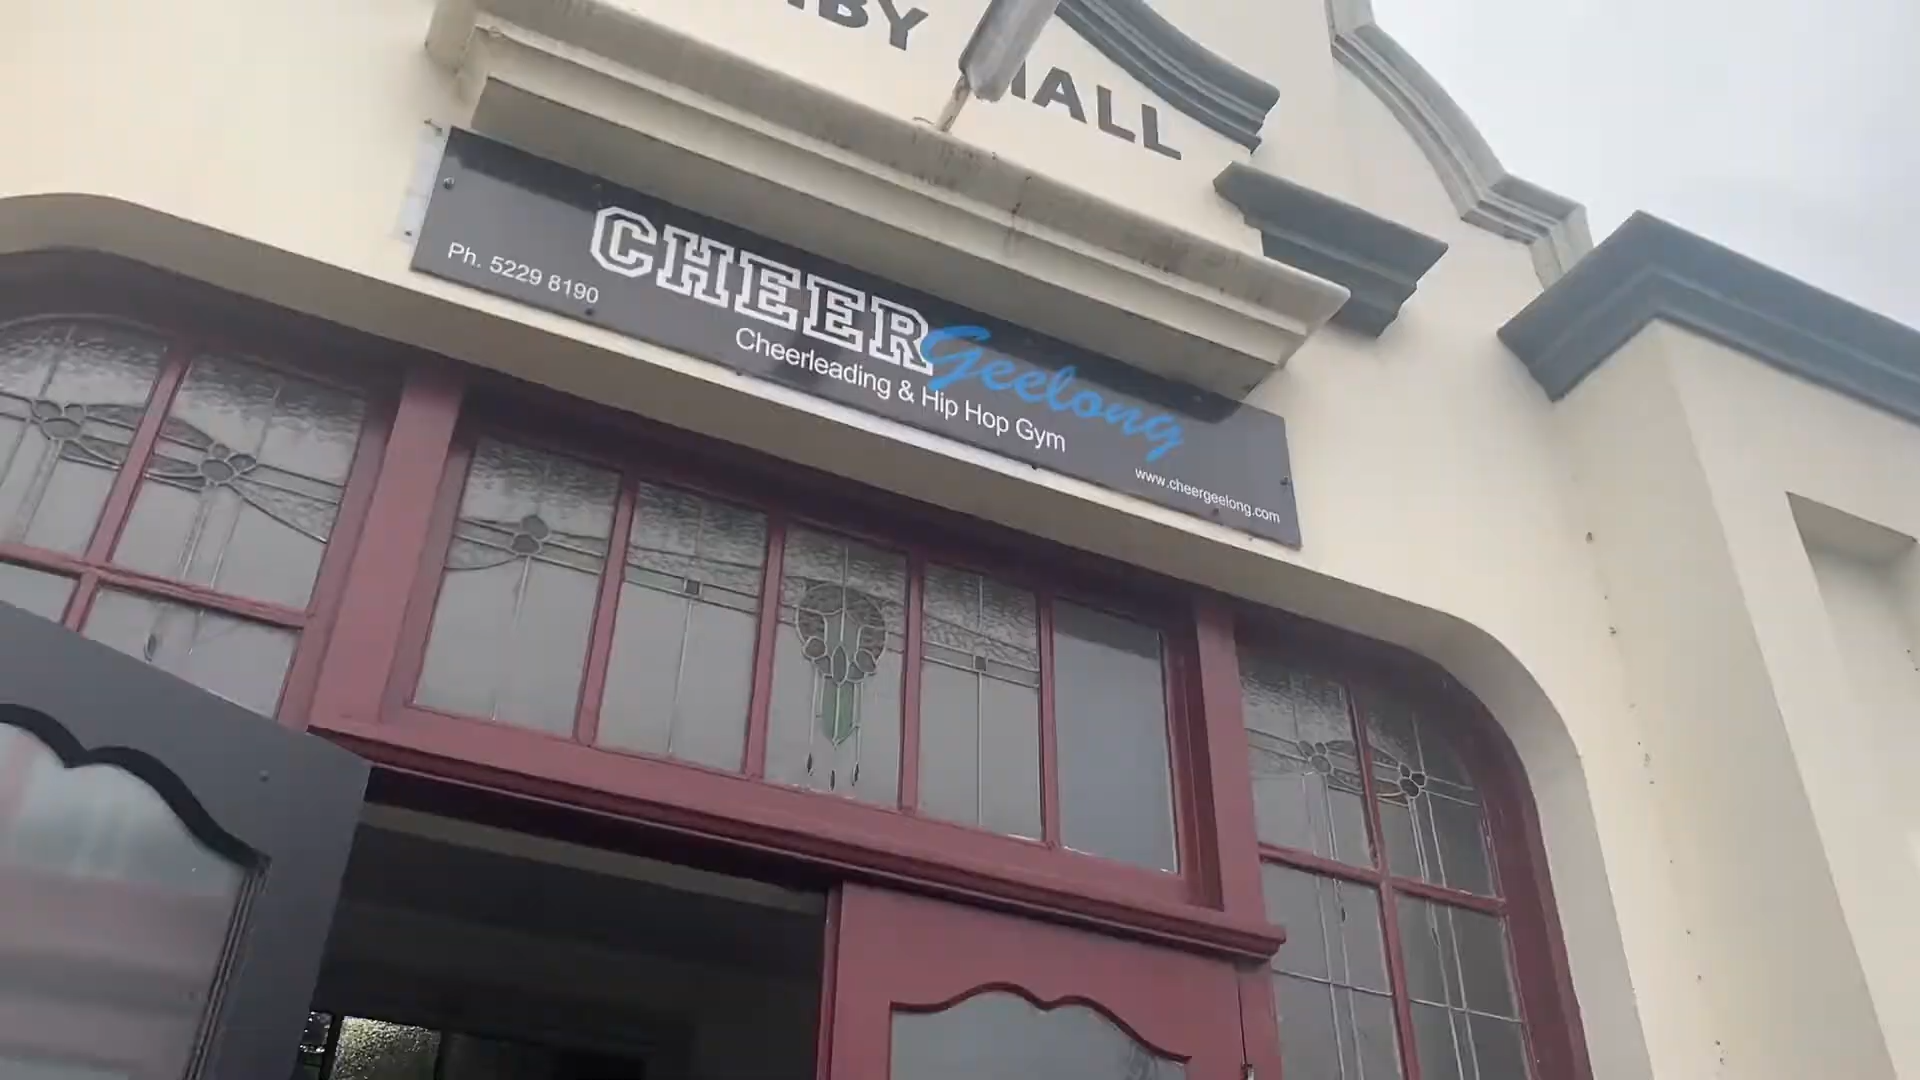 HALL
CHEER Geelong
Ph. 5229 8190
Cheerleading & Hip Hop Gym
www.cheergeelong.com